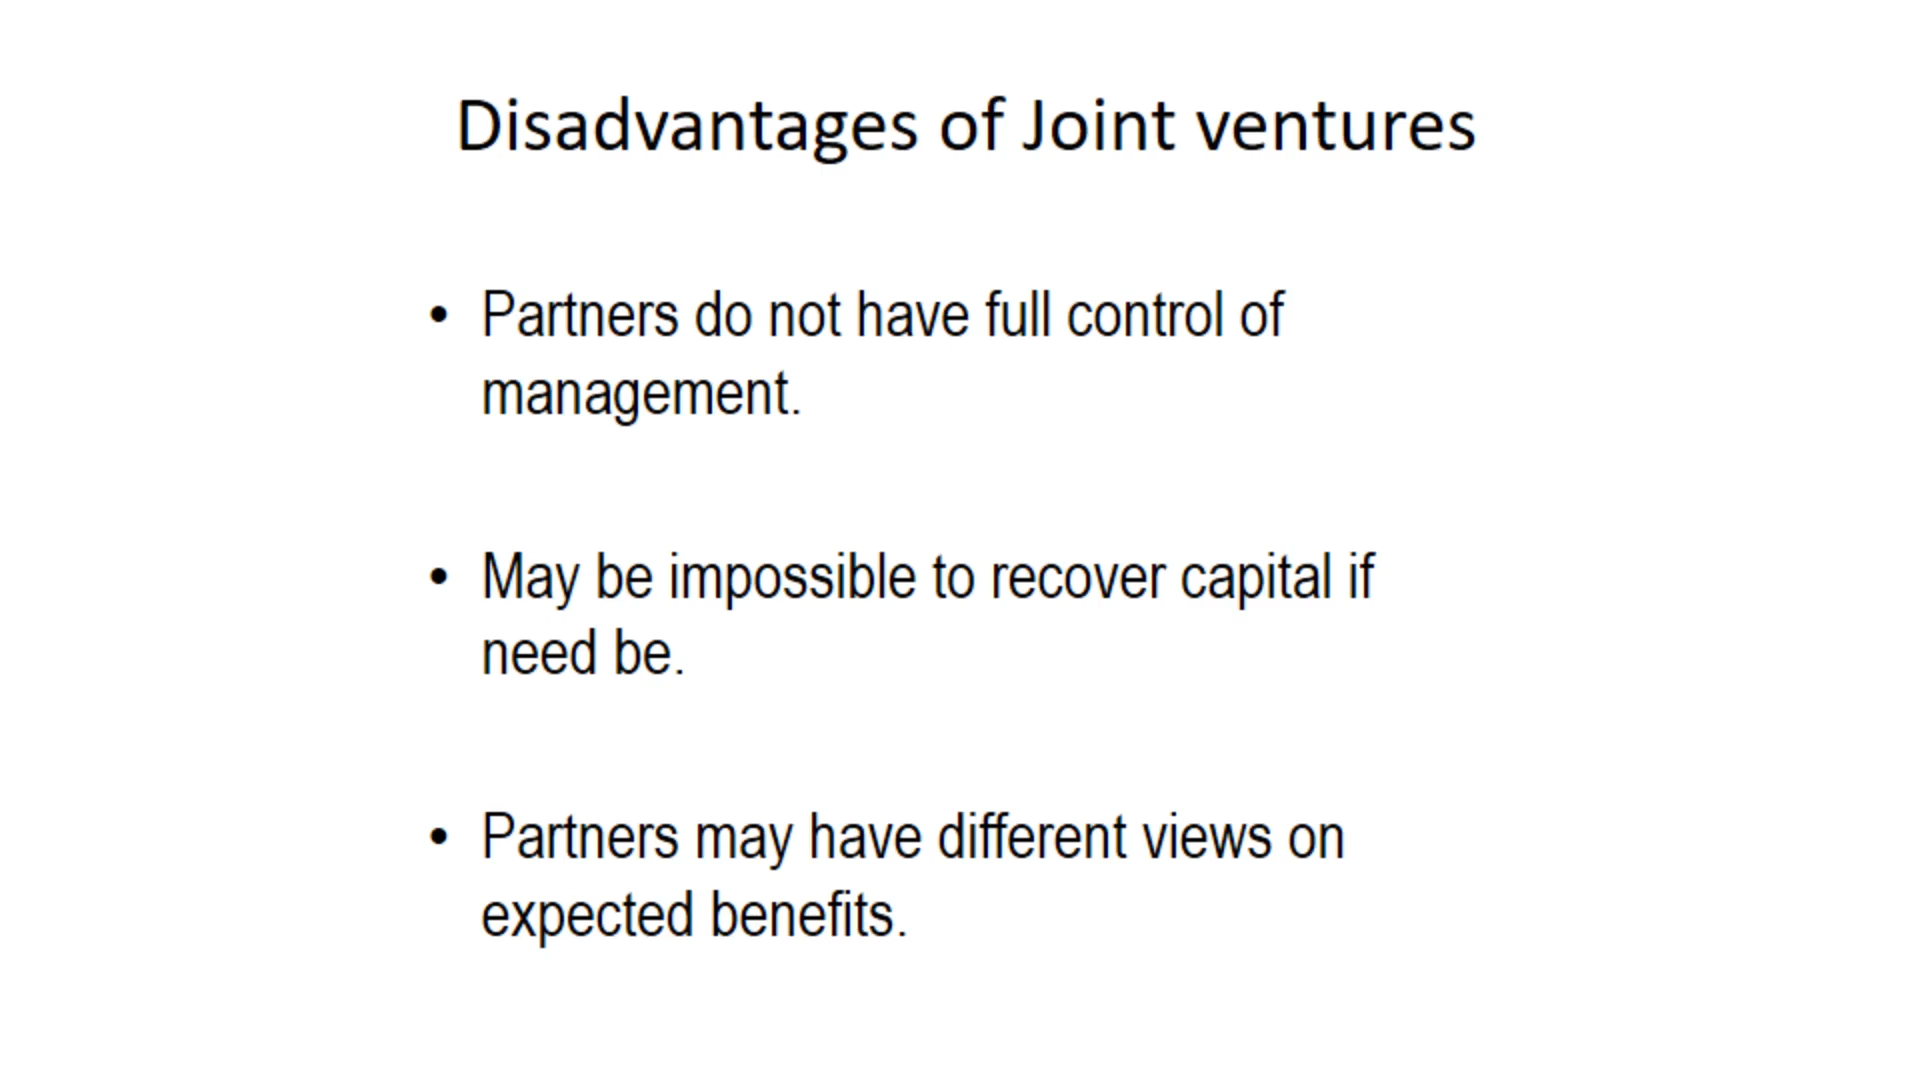 Disadvantages of Joint ventures
• Partners do not have full control of
management.
• May be impossible to recover capital if
need be.
• Partners may have different views on
expected benefits.